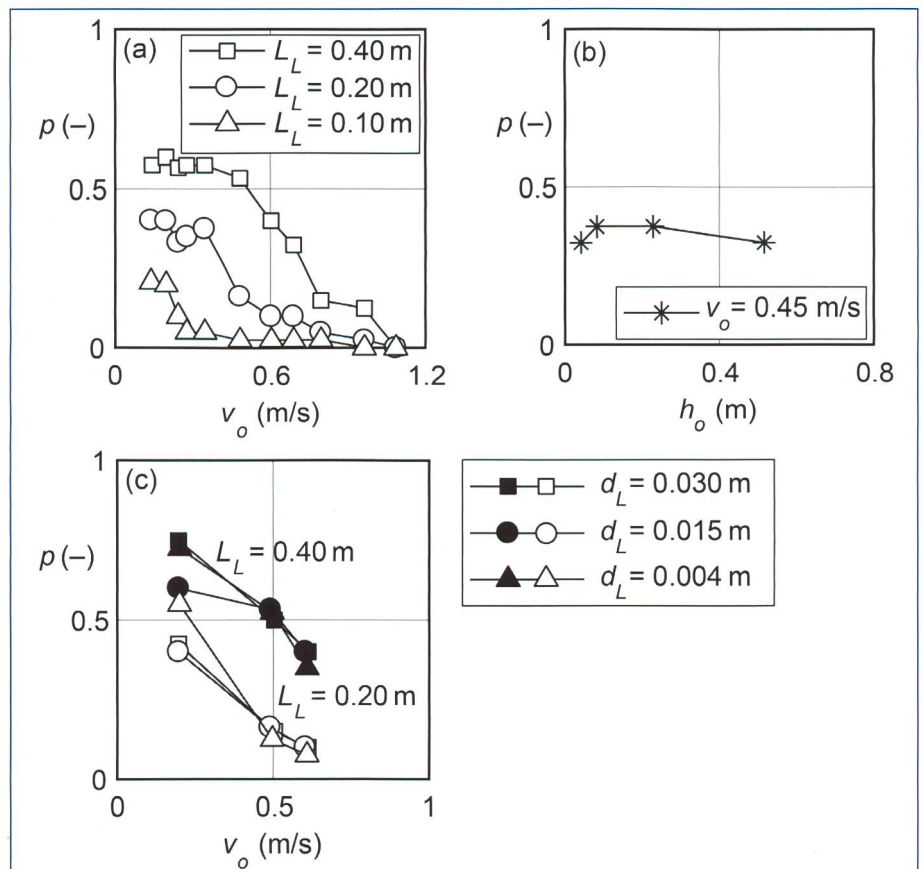 (a)
1
L_L = 0.40 m
L_L = 0.20 m
L_L = 0.10 m
p (–)
0.5
0
0 0.6 1.2
v_o (m/s)
(b)
1
p (–)
0.5
v_o = 0.45 m/s
0
0 0.4 0.8
h_o (m)
(c)
1
p (–)
L_L = 0.40 m
0.5
L_L = 0.20 m
0
0 0.5 1
v_o (m/s)
d_L = 0.030 m
d_L = 0.015 m
d_L = 0.004 m